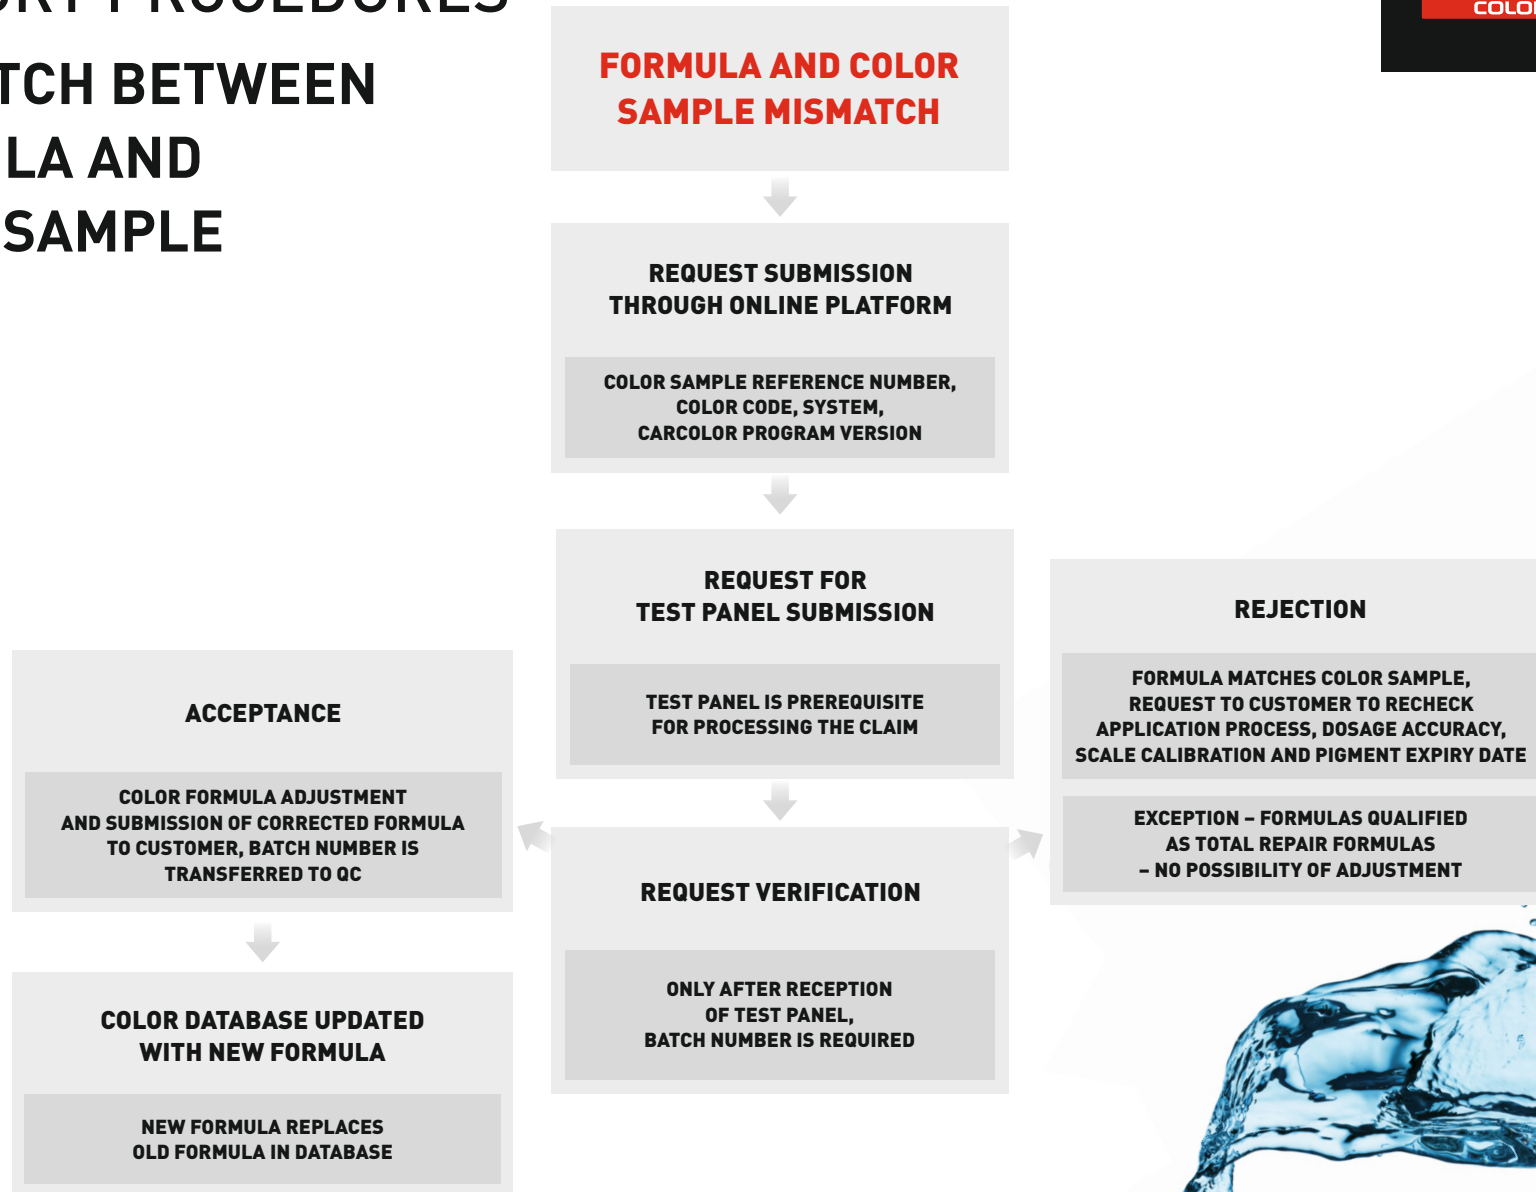 PROCEDURES
BETWEEN
AND
SAMPLE
COLOR
FORMULA AND COLOR
SAMPLE MISMATCH
REQUEST SUBMISSION
THROUGH ONLINE PLATFORM
COLOR SAMPLE REFERENCE NUMBER,
COLOR CODE, SYSTEM,
CARCOLOR PROGRAM VERSION
REQUEST FOR
TEST PANEL SUBMISSION
TEST PANEL IS PREREQUISITE
FOR PROCESSING THE CLAIM
REJECTION
FORMULA MATCHES COLOR SAMPLE,
REQUEST TO CUSTOMER TO RECHECK
APPLICATION PROCESS, DOSAGE ACCURACY,
SCALE CALIBRATION AND PIGMENT EXPIRY DATE
EXCEPTION – FORMULAS QUALIFIED
AS TOTAL REPAIR FORMULAS
– NO POSSIBILITY OF ADJUSTMENT
ACCEPTANCE
COLOR FORMULA ADJUSTMENT
AND SUBMISSION OF CORRECTED FORMULA
TO CUSTOMER, BATCH NUMBER IS
TRANSFERRED TO QC
REQUEST VERIFICATION
ONLY AFTER RECEPTION
OF TEST PANEL,
BATCH NUMBER IS REQUIRED
COLOR DATABASE UPDATED
WITH NEW FORMULA
NEW FORMULA REPLACES
OLD FORMULA IN DATABASE